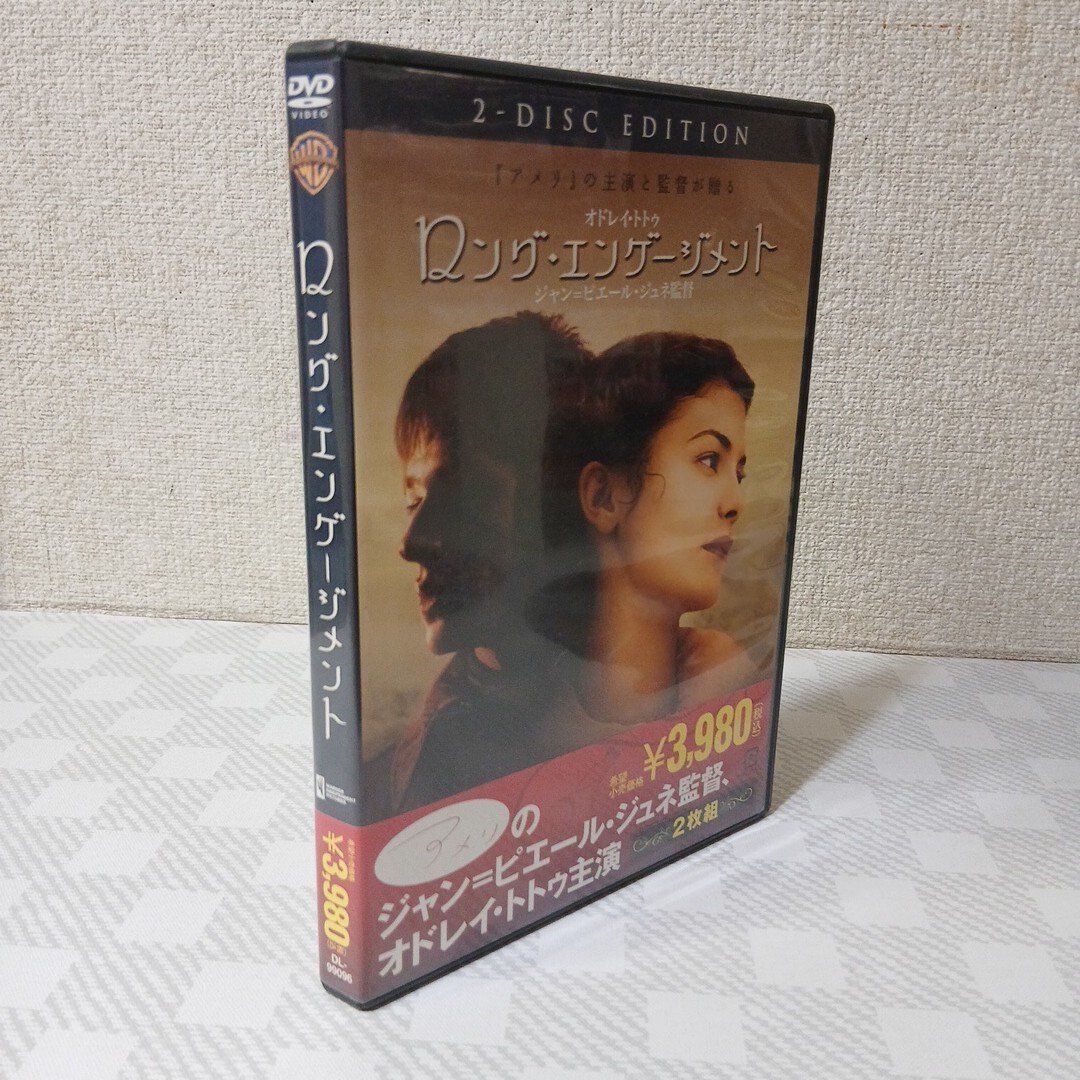 DVD
VIDEO
WB
ロング・エンゲージメント
¥3,980
DL-
99096
2-DISC EDITION
『アメリ』の主演と監督が贈る
オドレイ・トトゥ
ロング・エンゲージメント
ジャン=ピエール・ジュネ監督
希望
小売価格
¥3,980(税込)
アメリの
ジャン=ピエール・ジュネ監督、
オドレイ・トトゥ主演
2枚組